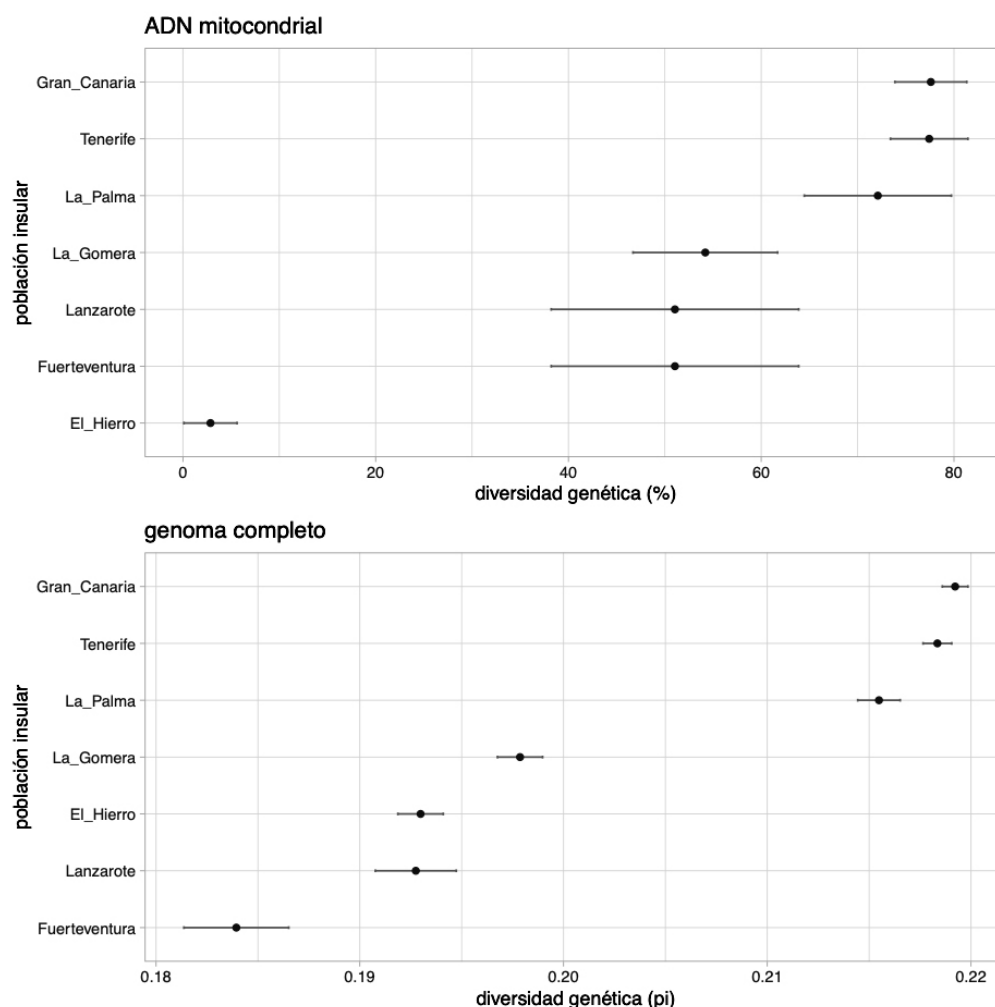 ADN mitocondrial
población insular
Gran_Canaria
Tenerife
La_Palma
La_Gomera
Lanzarote
Fuerteventura
El_Hierro
0 20 40 60 80
diversidad genética (%)
genoma completo
población insular
Gran_Canaria
Tenerife
La_Palma
La_Gomera
El_Hierro
Lanzarote
Fuerteventura
0.18 0.19 0.20 0.21 0.22
diversidad genética (pi)